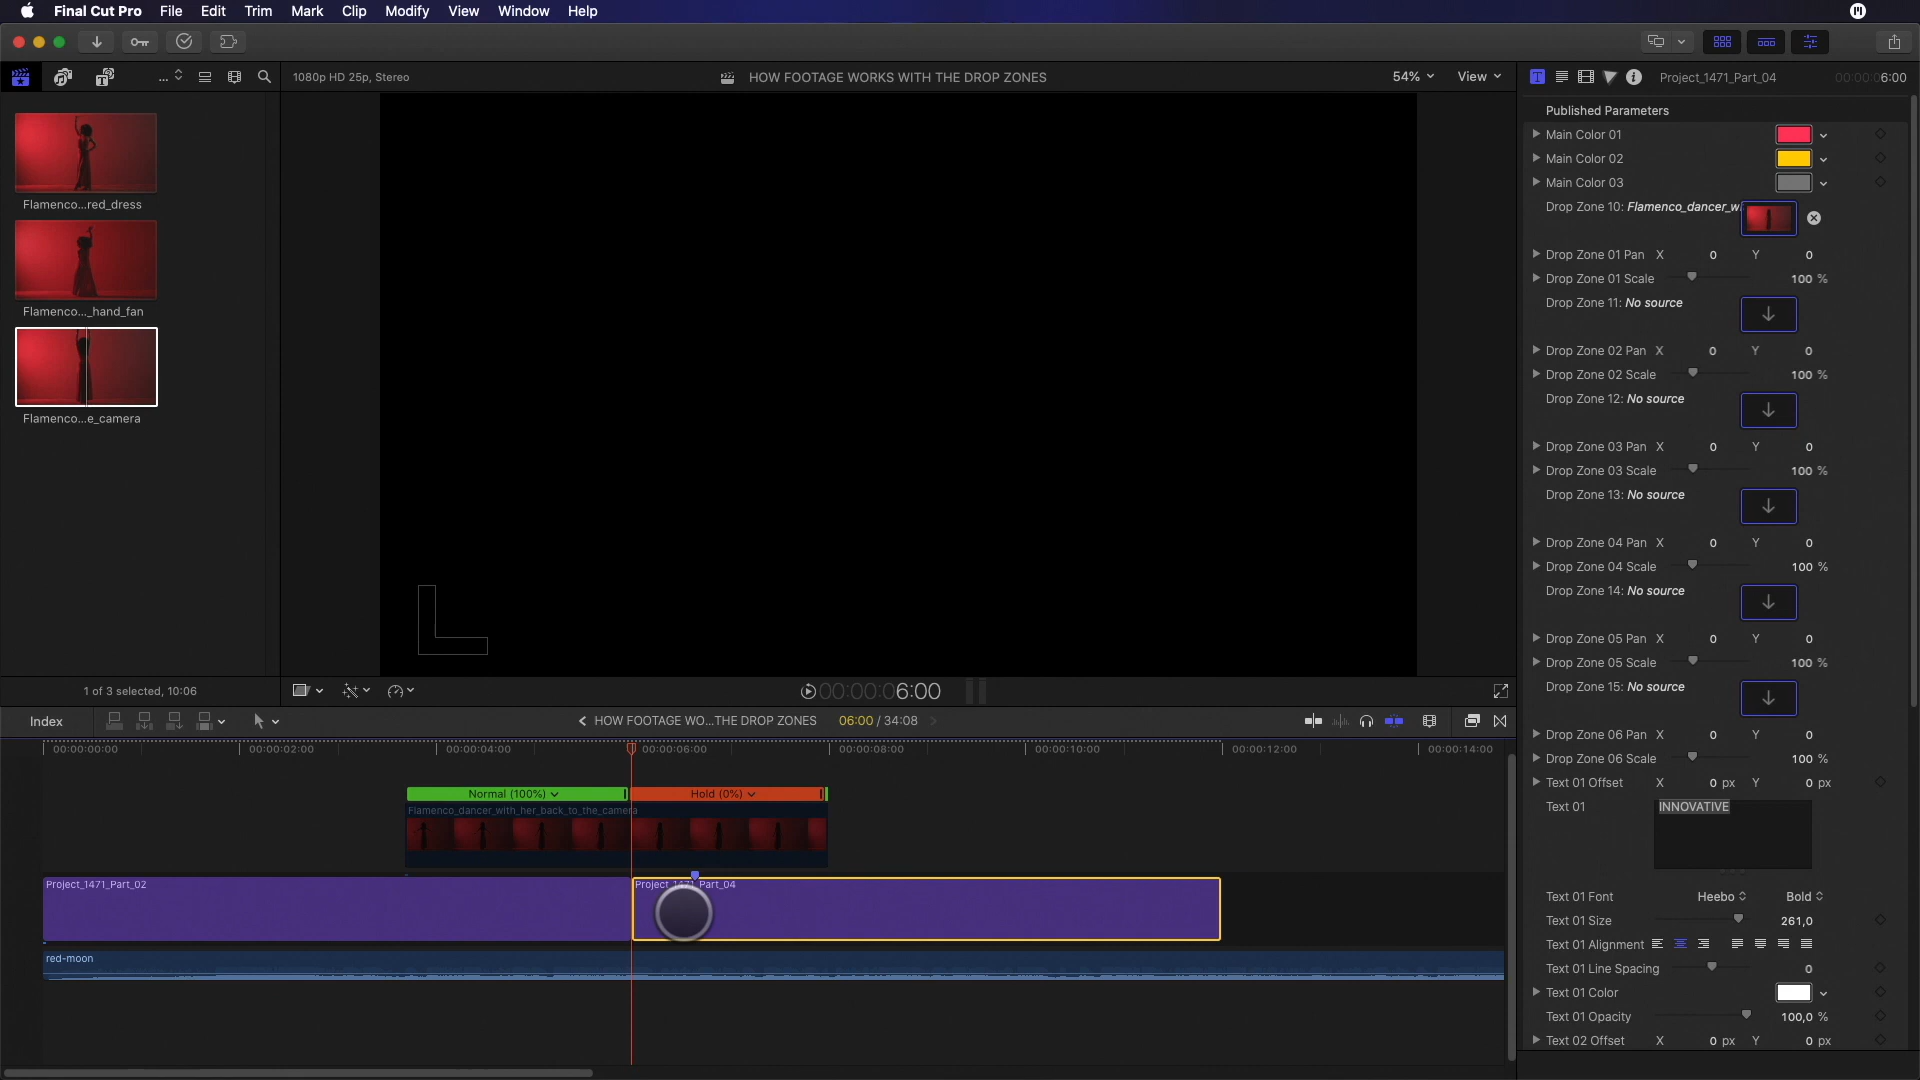 Final Cut Pro File Edit Trim Mark Clip Modify View Window Help
... 1080p HD 25p, Stereo HOW FOOTAGE WORKS WITH THE DROP ZONES 54% View Project_1471_Part_04 00:00:06:00
Published Parameters
Main Color 01
Main Color 02
Main Color 03
Drop Zone 10: Flamenco_dancer_w
Drop Zone 01 Pan X 0 Y 0
Drop Zone 01 Scale 100 %
Drop Zone 11: No source
Drop Zone 02 Pan X 0 Y 0
Drop Zone 02 Scale 100 %
Drop Zone 12: No source
Drop Zone 03 Pan X 0 Y 0
Drop Zone 03 Scale 100 %
Drop Zone 13: No source
Drop Zone 04 Pan X 0 Y 0
Drop Zone 04 Scale 100 %
Drop Zone 14: No source
Drop Zone 05 Pan X 0 Y 0
Drop Zone 05 Scale 100 %
Drop Zone 15: No source
Drop Zone 06 Pan X 0 Y 0
Drop Zone 06 Scale 100 %
Text 01 Offset X 0 px Y 0 px
Text 01 INNOVATIVE
Text 01 Font Heebo Bold
Text 01 Size 261,0
Text 01 Alignment
Text 01 Line Spacing 0
Text 01 Color
Text 01 Opacity 100,0 %
Text 02 Offset X 0 px Y 0 px
Flamenco...red_dress
Flamenco..._hand_fan
Flamenco...e_camera
1 of 3 selected, 10:06
00:00:06:00
Index HOW FOOTAGE WO...THE DROP ZONES 06:00 / 34:08
00:00:00:00 00:00:02:00 00:00:04:00 00:00:06:00 00:00:08:00 00:00:10:00 00:00:12:00 00:00:14:00
Normal (100%) Hold (0%)
Flamenco_dancer_with_her_back_to_the_camera
Project_1471_Part_02 Project_1471_Part_04
red-moon